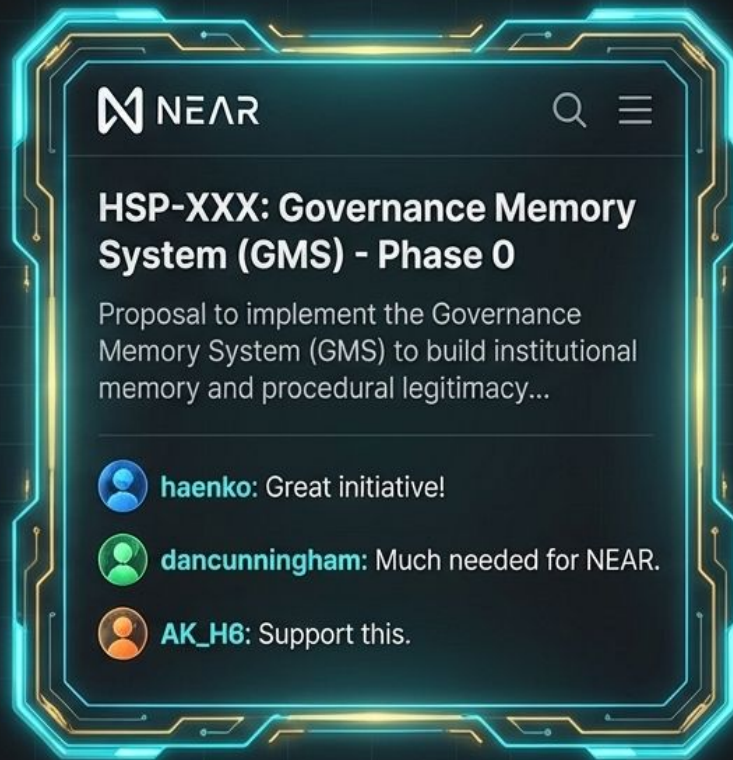 NEAR
HSP-XXX: Governance Memory
System (GMS) - Phase 0
Proposal to implement the Governance
Memory System (GMS) to build institutional
memory and procedural legitimacy...
haenko: Great initiative!
dancunningham: Much needed for NEAR.
AK_H6: Support this.